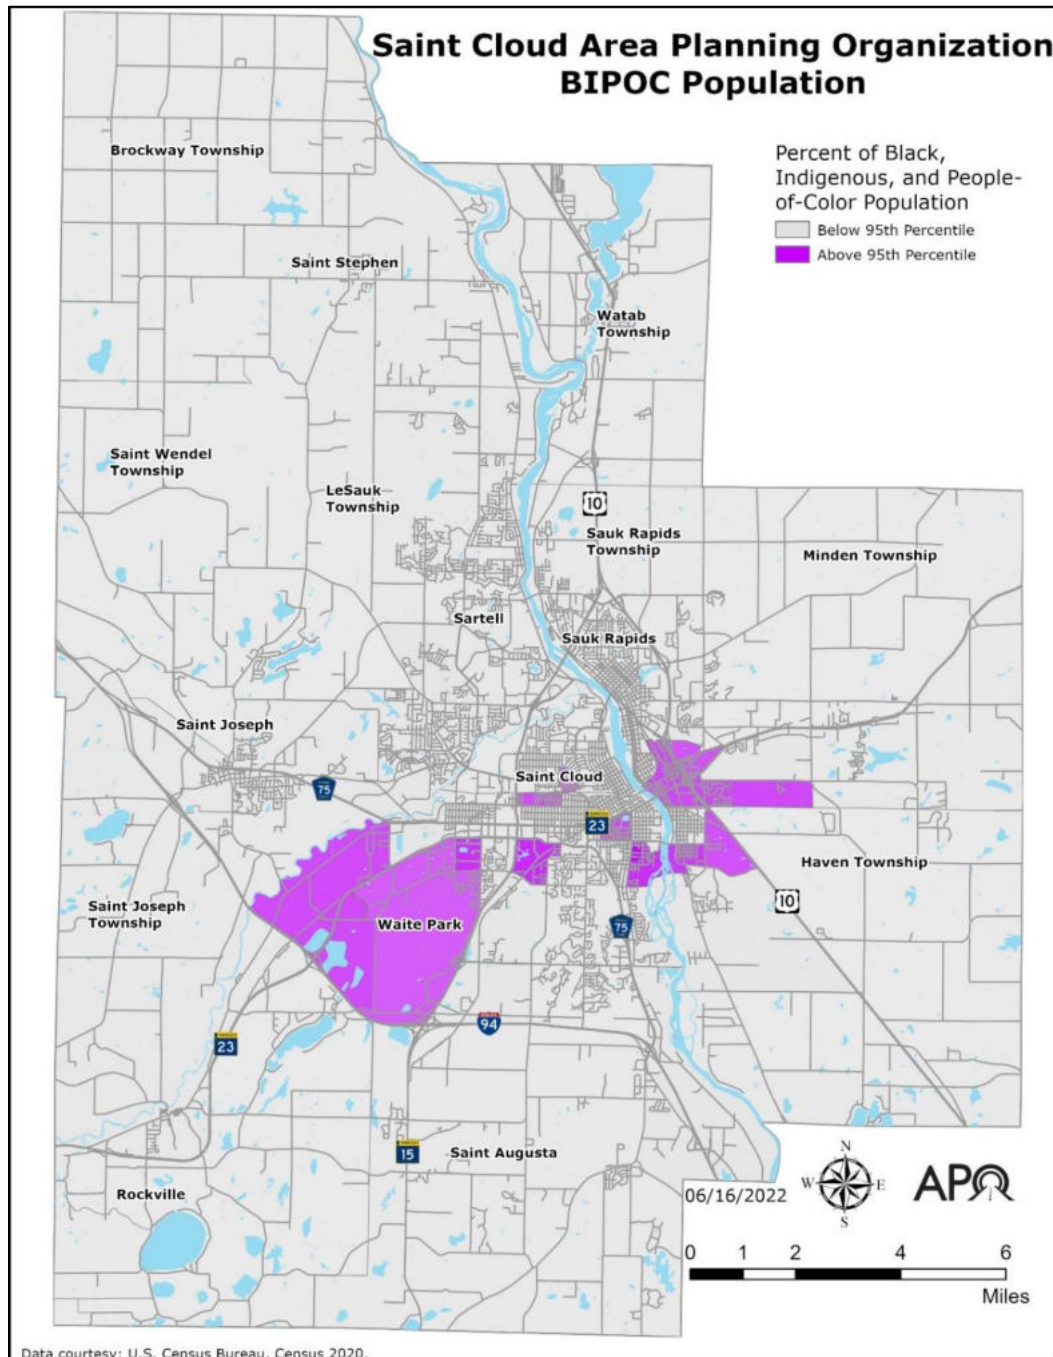 Saint Cloud Area Planning Organization
BIPOC Population
Percent of Black,
Indigenous, and People-
of-Color Population
Below 95th Percentile
Above 95th Percentile
Brockway Township
Saint Stephen
Watab
Township
Saint Wendel
Township
LeSauk
Township
10
Sauk Rapids
Township
Minden Township
Sartell
Sauk Rapids
Saint Joseph
Saint Cloud
75
23
Haven Township
Saint Joseph
Township
Waite Park
10
75
94
23
15
Saint Augusta
Rockville
06/16/2022
N
W
E
S
APO
0 1 2 4 6
Miles
Data courtesy: U.S. Census Bureau, Census 2020.